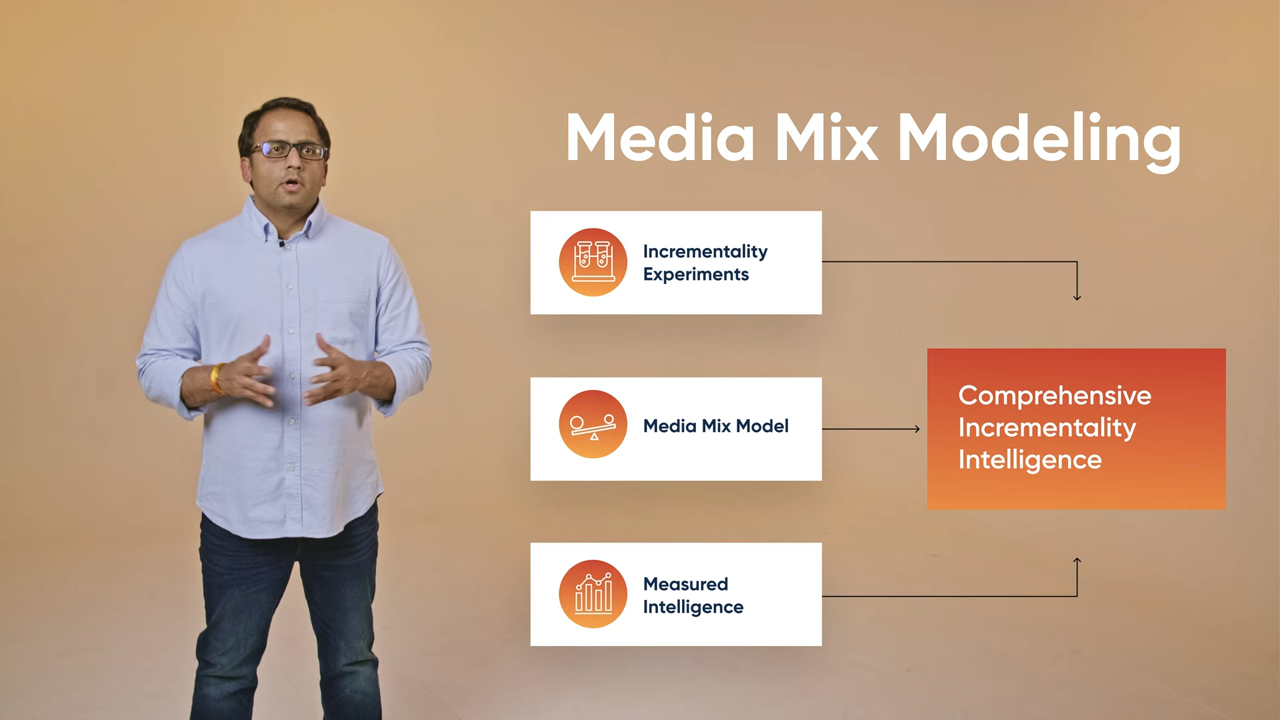 Media Mix Modeling
Incrementality
Experiments
Media Mix Model
Measured
Intelligence
Comprehensive
Incrementality
Intelligence